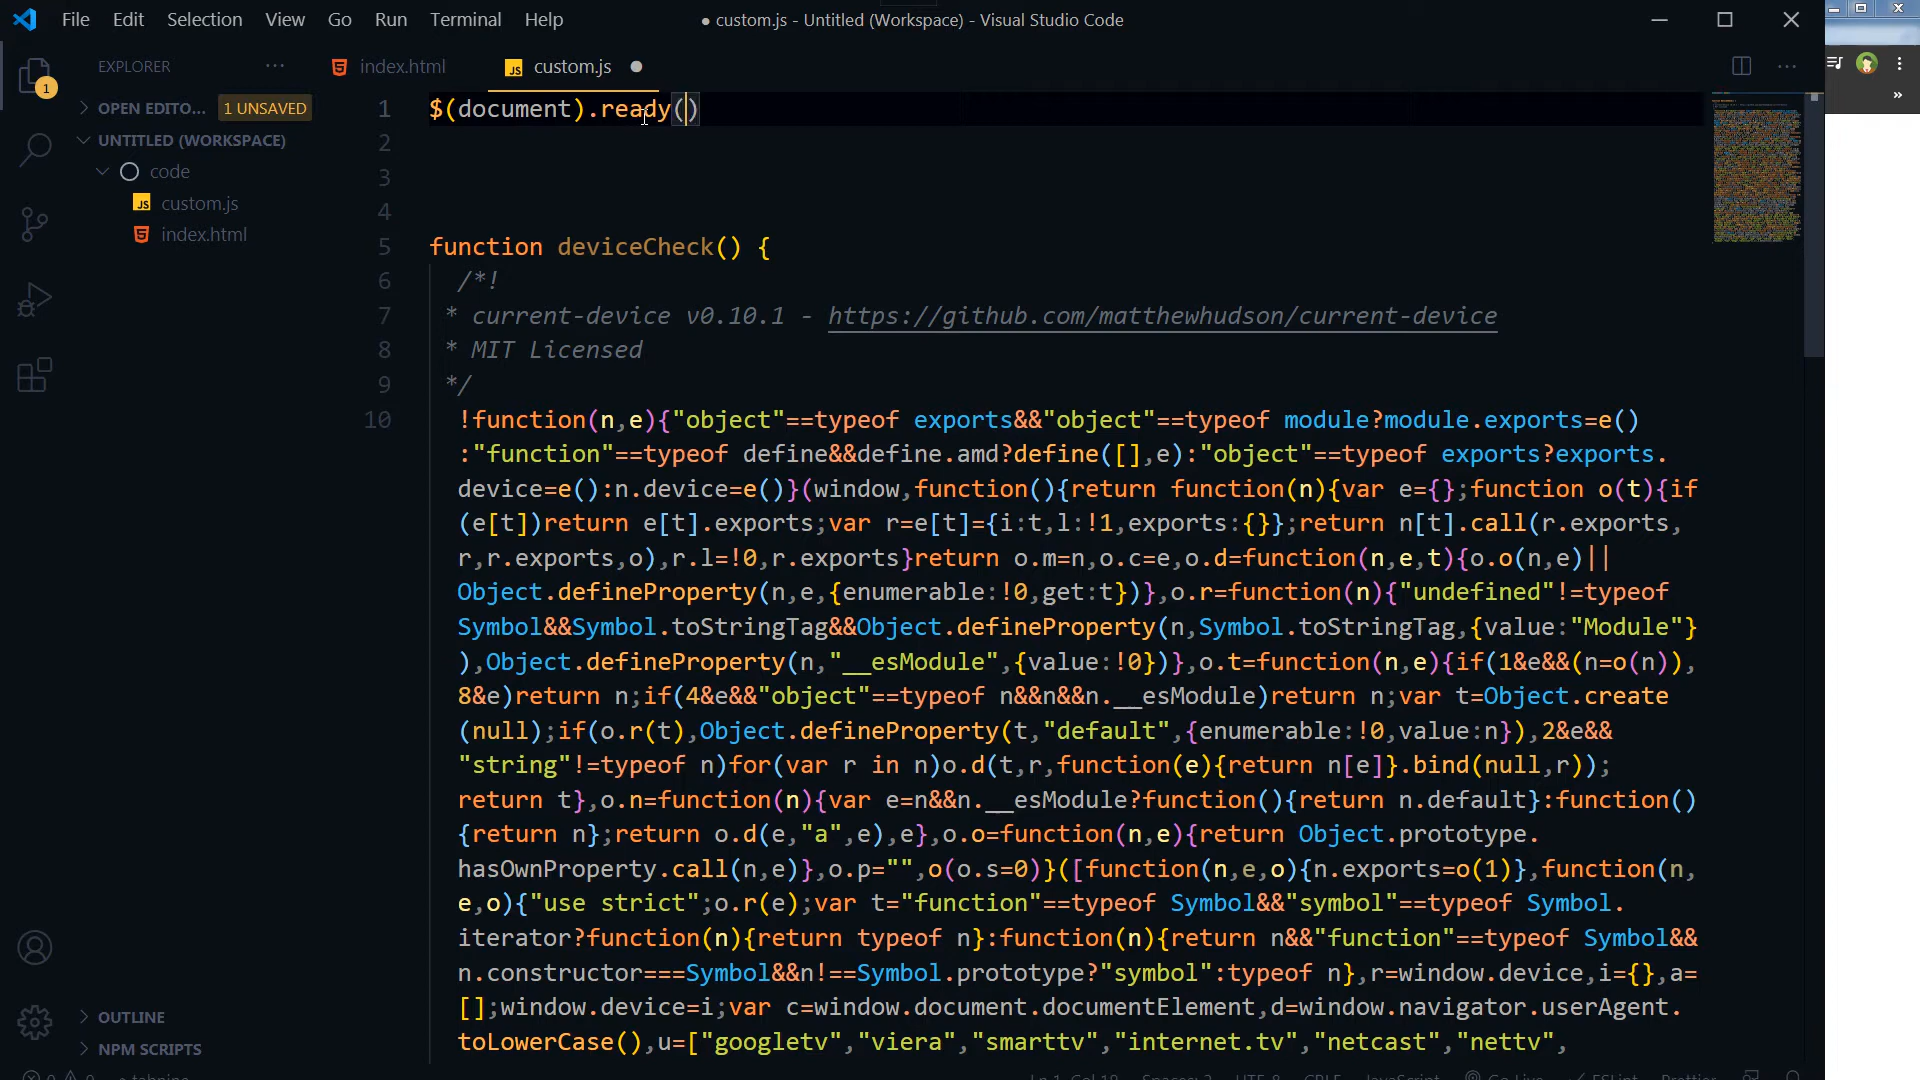 File Edit Selection View Go Run Terminal Help
● custom.js - Untitled (Workspace) - Visual Studio Code
EXPLORER ···
index.html
JS custom.js ●
OPEN EDITO... 1 UNSAVED
1
UNTITLED (WORKSPACE)
code
JS custom.js
index.html
OUTLINE
NPM SCRIPTS
1 $(document).ready()
2
3
4
5 function deviceCheck() {
6 /*!
7 * current-device v0.10.1 - https://github.com/matthewhudson/current-device
8 * MIT Licensed
9 */
10 !function(n,e){"object"==typeof exports&&"object"==typeof module?module.exports=e()
:"function"==typeof define&&define.amd?define([],e):"object"==typeof exports?exports.
device=e():n.device=e()}(window,function(){return function(n){var e={};function o(t){if
(e[t])return e[t].exports;var r=e[t]={i:t,l:!1,exports:{}};return n[t].call(r.exports,
r,r.exports,o),r.l=!0,r.exports}return o.m=n,o.c=e,o.d=function(n,e,t){o.o(n,e)||
Object.defineProperty(n,e,{enumerable:!0,get:t})},o.r=function(n){"undefined"!=typeof
Symbol&&Symbol.toStringTag&&Object.defineProperty(n,Symbol.toStringTag,{value:"Module"}
),Object.defineProperty(n,"__esModule",{value:!0})},o.t=function(n,e){if(1&e&&(n=o(n)),
8&e)return n;if(4&e&&"object"==typeof n&&n&&n.__esModule)return n;var t=Object.create
(null);if(o.r(t),Object.defineProperty(t,"default",{enumerable:!0,value:n}),2&e&&
"string"!=typeof n)for(var r in n)o.d(t,r,function(e){return n[e]}.bind(null,r));
return t},o.n=function(n){var e=n&&n.__esModule?function(){return n.default}:function()
{return n};return o.d(e,"a",e),e},o.o=function(n,e){return Object.prototype.
hasOwnProperty.call(n,e)},o.p="",o(o.s=0)}([function(n,e,o){n.exports=o(1)},function(n,
e,o){"use strict";o.r(e);var t="function"==typeof Symbol&&"symbol"==typeof Symbol.
iterator?function(n){return typeof n}:function(n){return n&&"function"==typeof Symbol&&
n.constructor===Symbol&&n!==Symbol.prototype?"symbol":typeof n},r=window.device,i={},a=
[];window.device=i;var c=window.document.documentElement,d=window.navigator.userAgent.
toLowerCase(),u=["googletv","viera","smarttv","internet.tv","netcast","nettv",